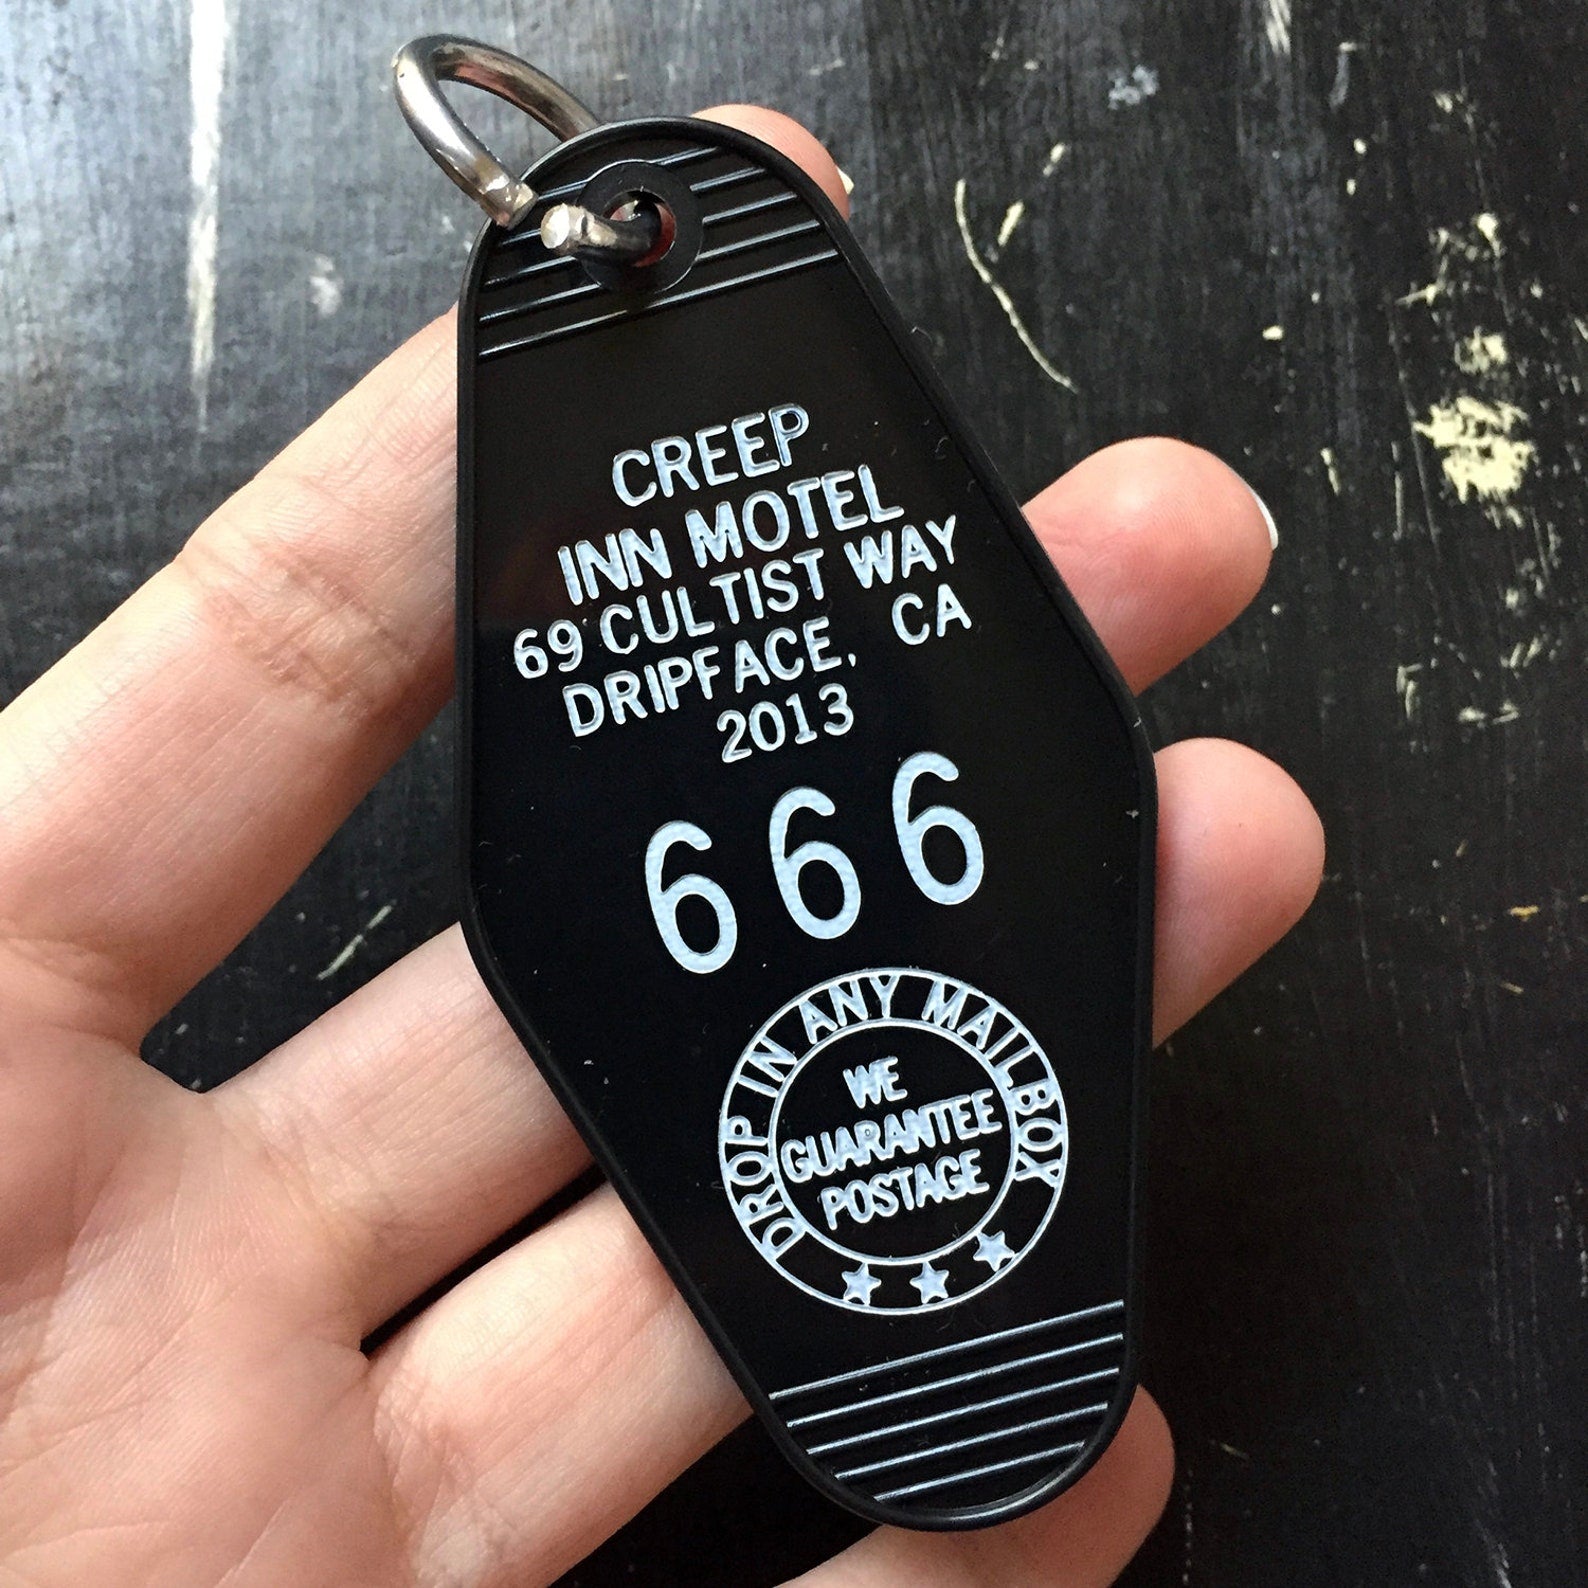 CREEP
INN MOTEL
69 CULTIST WAY
DRIPFACE, CA
2013
666
DROP IN ANY MAILBOX
WE
GUARANTEE
POSTAGE